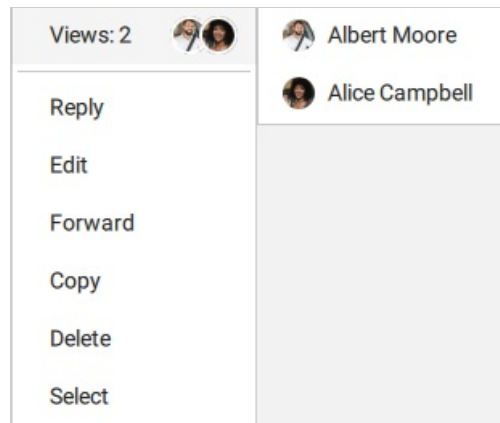 Views: 2
Albert Moore
Alice Campbell
Reply
Edit
Forward
Copy
Delete
Select